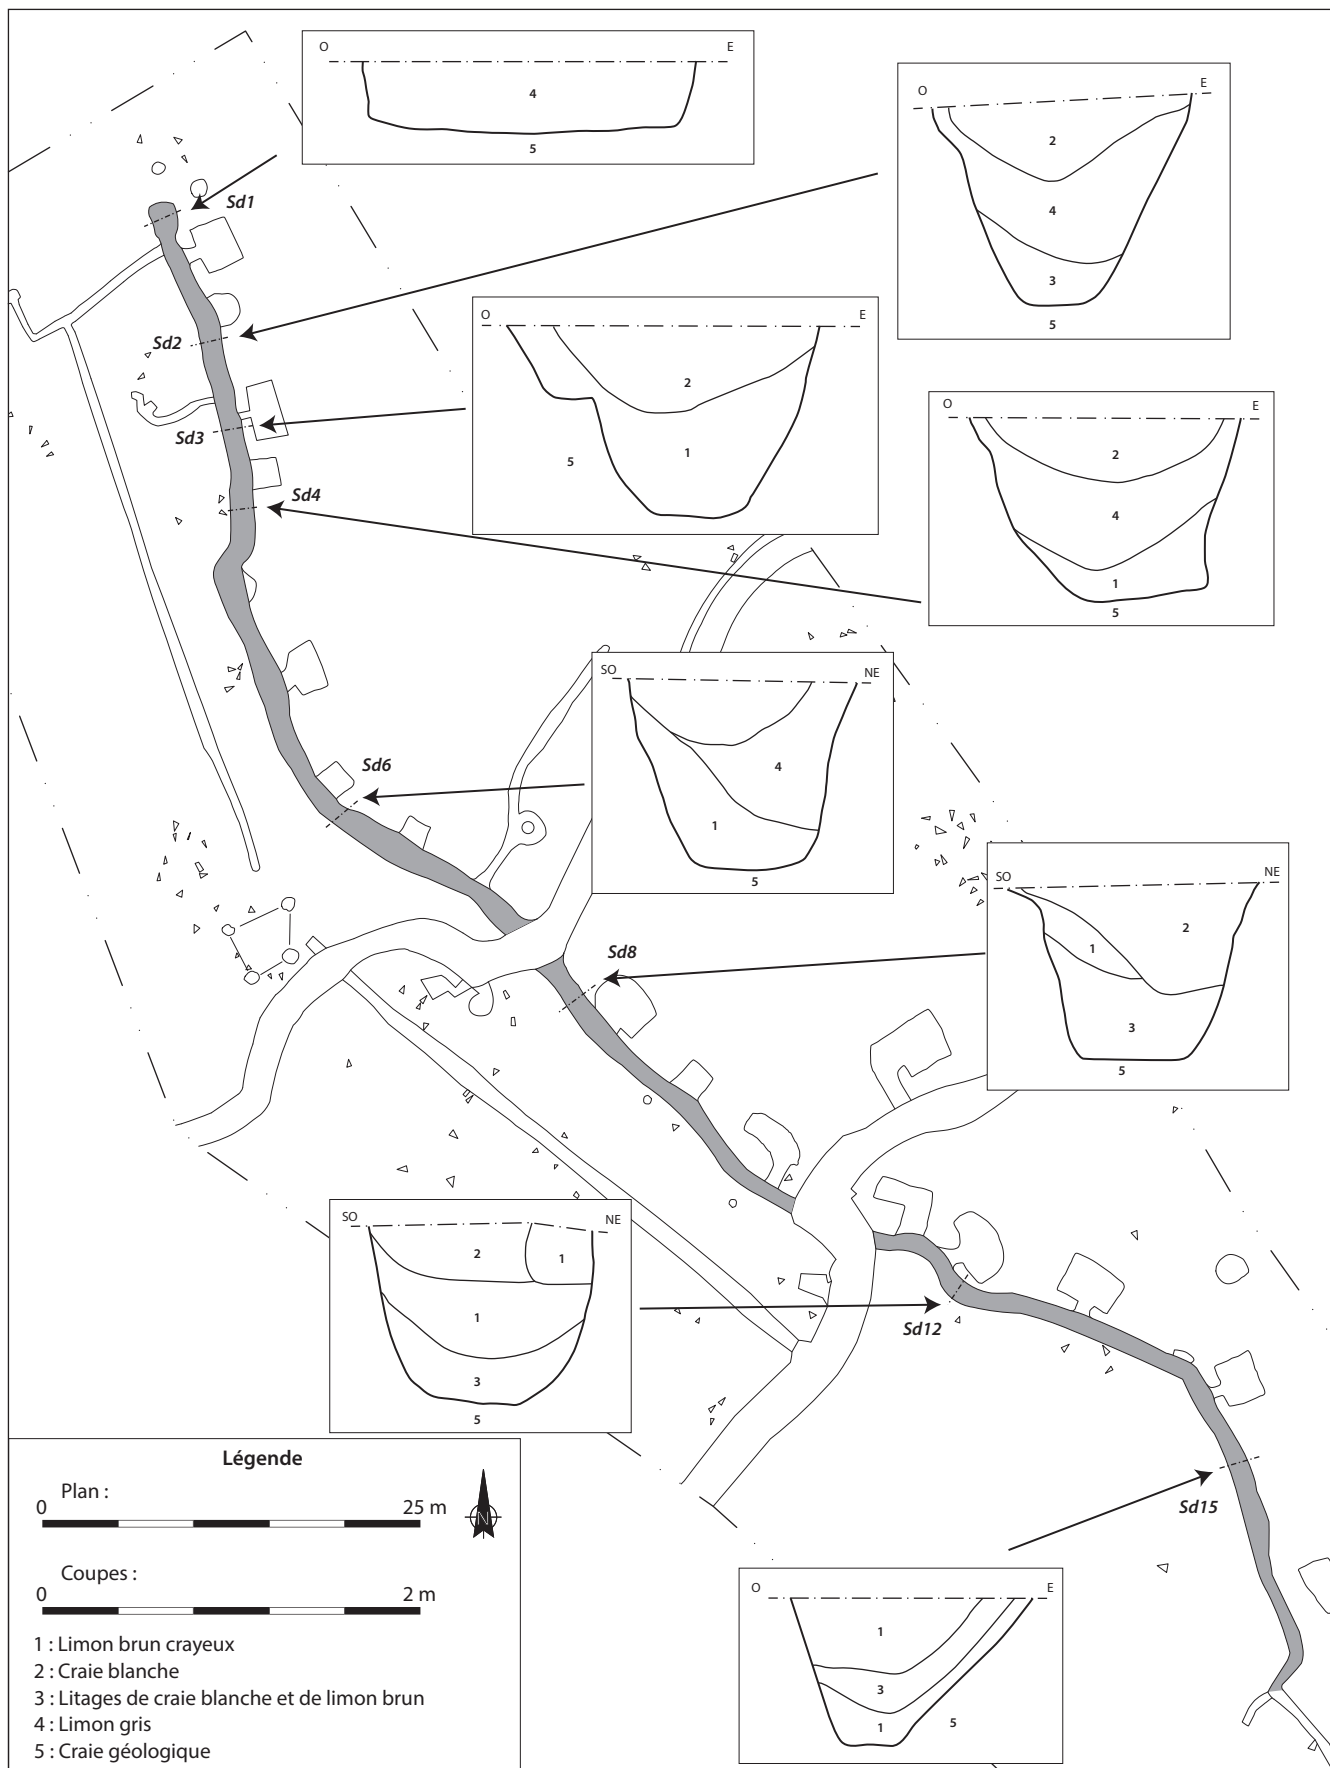 O E
4
5
O E
2
4
3
5
Sd1
O E
2
5 1
Sd2
O E
2
4
1
5
Sd3
Sd4
SO NE
4
1
5
Sd6
SO NE
1 2
3
5
Sd8
SO NE
2 1
1
3
5
Sd12
Sd15
O E
1
3
1 5
Légende
Plan :
0 25 m
N
Coupes :
0 2 m
1 : Limon brun crayeux
2 : Craie blanche
3 : Litages de craie blanche et de limon brun
4 : Limon gris
5 : Craie géologique